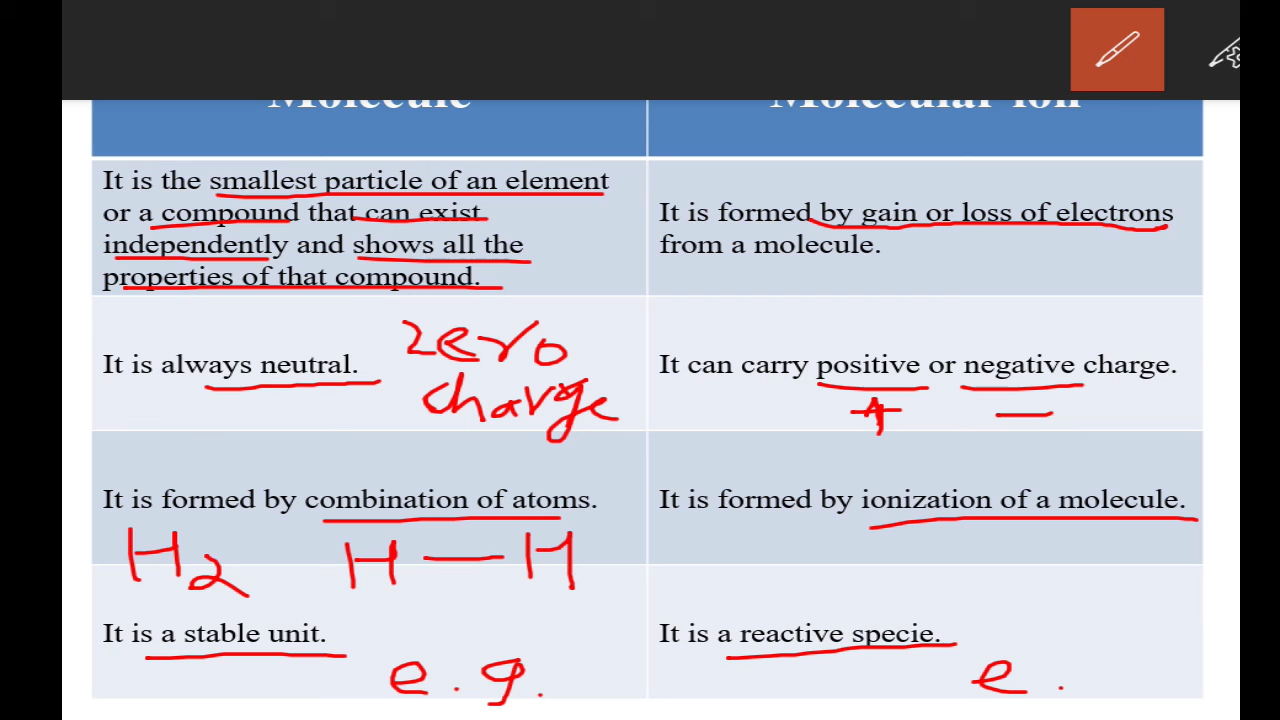 Molecule
Molecular ion
It is the smallest particle of an element
or a compound that can exist
independently and shows all the
properties of that compound.
It is formed by gain or loss of electrons
from a molecule.
It is always neutral.
zero
charge
It can carry positive or negative charge.
+ —
It is formed by combination of atoms.
H2 H — H
It is formed by ionization of a molecule.
It is a stable unit.
e.g.
It is a reactive specie.
e.